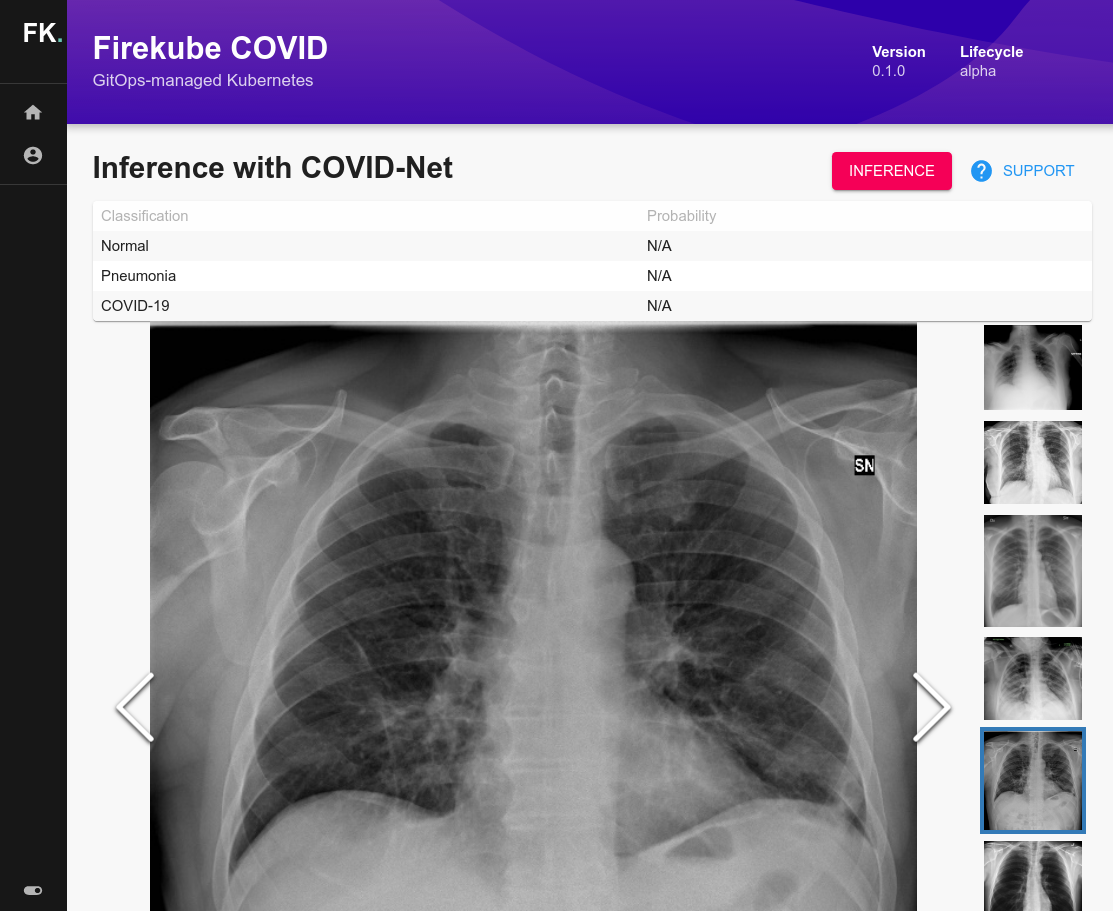 FK.
Firekube COVID
GitOps-managed Kubernetes
Version
0.1.0
Lifecycle
alpha
Inference with COVID-Net
INFERENCE
SUPPORT
Classification Probability
Normal N/A
Pneumonia N/A
COVID-19 N/A
SN